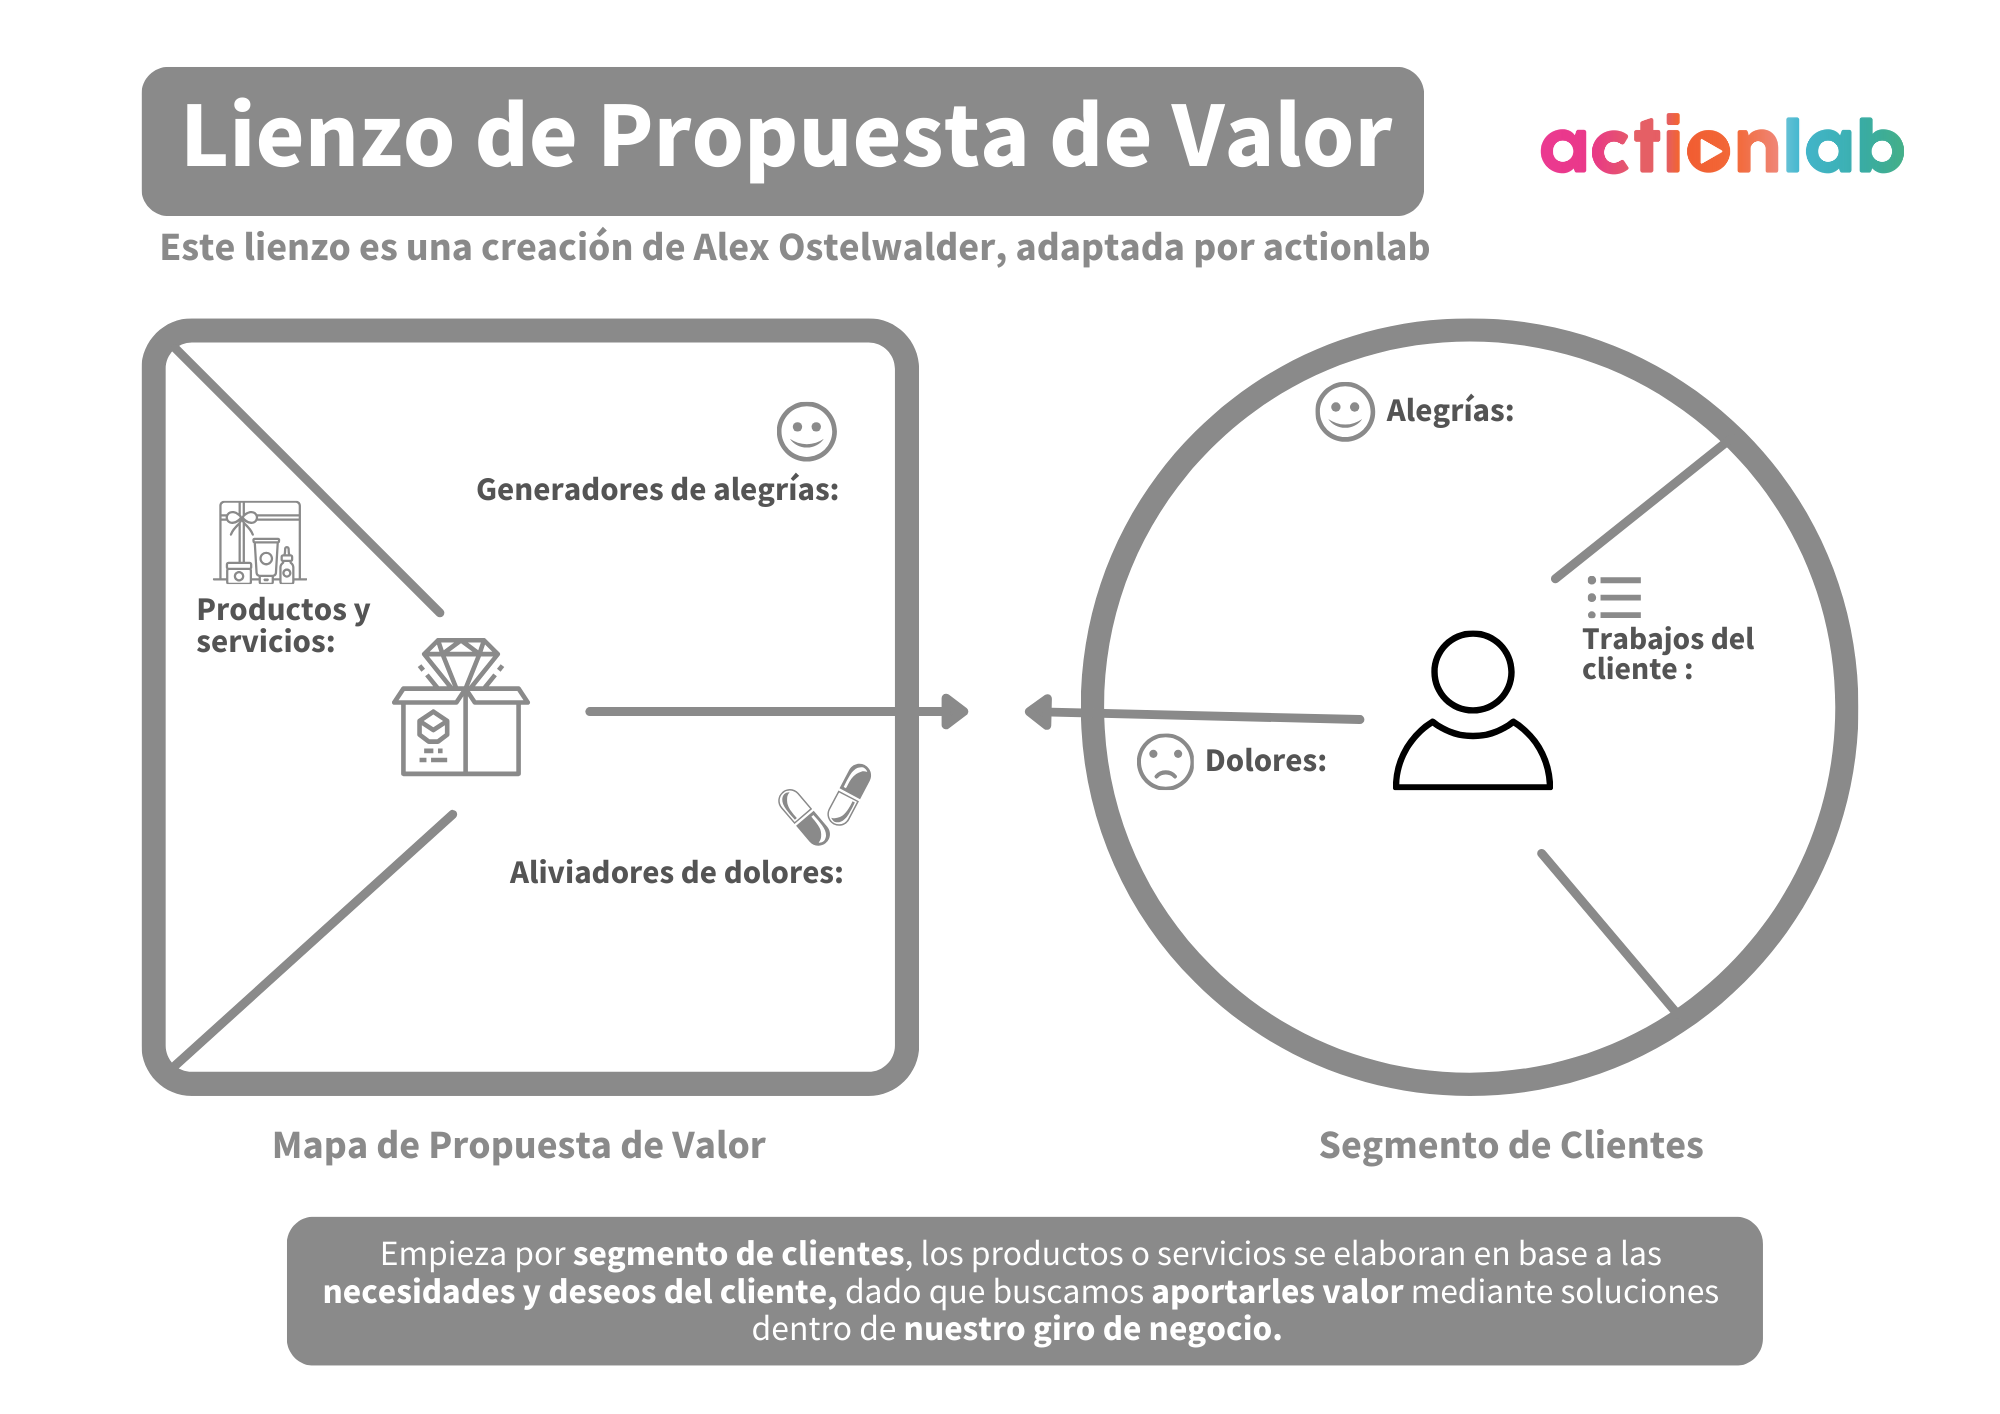 Lienzo de Propuesta de Valor
actionlab
Este lienzo es una creación de Alex Ostelwalder, adaptada por actionlab
Generadores de alegrías:
Productos y
servicios:
Aliviadores de dolores:
Alegrías:
Trabajos del
cliente :
Dolores:
Mapa de Propuesta de Valor
Segmento de Clientes
Empieza por segmento de clientes, los productos o servicios se elaboran en base a las
necesidades y deseos del cliente, dado que buscamos aportarles valor mediante soluciones
dentro de nuestro giro de negocio.